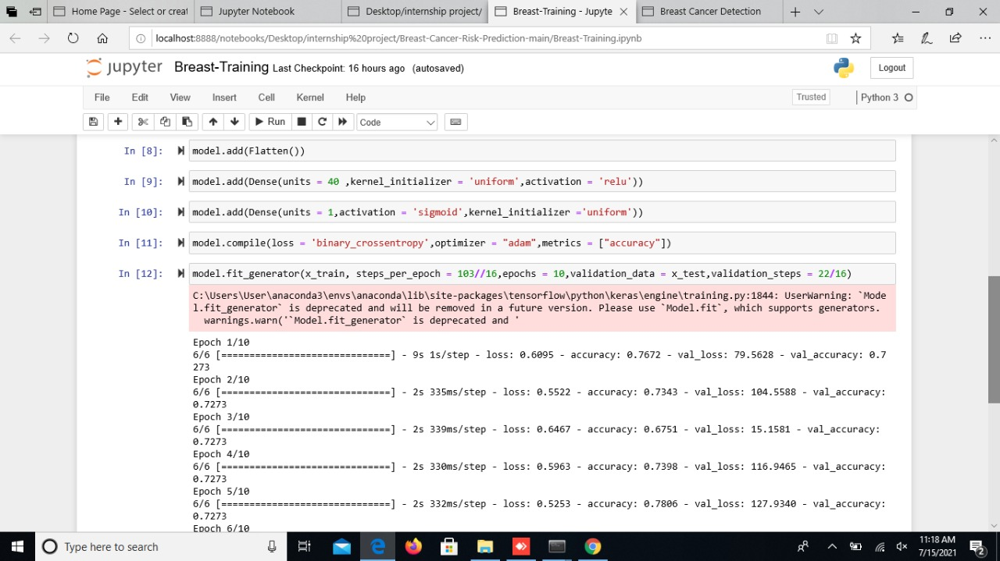 Home Page - Select or creat
Jupyter Notebook
Desktop/internship project/
Breast-Training - Jupyte
Breast Cancer Detection
localhost:8888/notebooks/Desktop/internship%20project/Breast-Cancer-Risk-Prediction-main/Breast-Training.ipynb
jupyter Breast-Training Last Checkpoint: 16 hours ago (autosaved)
Logout
File Edit View Insert Cell Kernel Help
Trusted
Python 3
Run
Code
In [8]: model.add(Flatten())
In [9]: model.add(Dense(units = 40 ,kernel_initializer = 'uniform',activation = 'relu'))
In [10]: model.add(Dense(units = 1,activation = 'sigmoid',kernel_initializer ='uniform'))
In [11]: model.compile(loss = 'binary_crossentropy',optimizer = "adam",metrics = ["accuracy"])
In [12]: model.fit_generator(x_train, steps_per_epoch = 103//16,epochs = 10,validation_data = x_test,validation_steps = 22/16)
C:\Users\User\anaconda3\envs\anaconda\lib\site-packages\tensorflow\python\keras\engine\training.py:1844: UserWarning: `Mode
l.fit_generator` is deprecated and will be removed in a future version. Please use `Model.fit`, which supports generators.
warnings.warn('`Model.fit_generator` is deprecated and '
Epoch 1/10
6/6 [==============================] - 9s 1s/step - loss: 0.6095 - accuracy: 0.7672 - val_loss: 79.5628 - val_accuracy: 0.7
273
Epoch 2/10
6/6 [==============================] - 2s 335ms/step - loss: 0.5522 - accuracy: 0.7343 - val_loss: 104.5588 - val_accuracy:
0.7273
Epoch 3/10
6/6 [==============================] - 2s 339ms/step - loss: 0.6467 - accuracy: 0.6751 - val_loss: 15.1581 - val_accuracy:
0.7273
Epoch 4/10
6/6 [==============================] - 2s 330ms/step - loss: 0.5963 - accuracy: 0.7398 - val_loss: 116.9465 - val_accuracy:
0.7273
Epoch 5/10
6/6 [==============================] - 2s 332ms/step - loss: 0.5253 - accuracy: 0.7806 - val_loss: 127.9340 - val_accuracy:
0.7273
Epoch 6/10
Type here to search
11:18 AM
7/15/2021
2